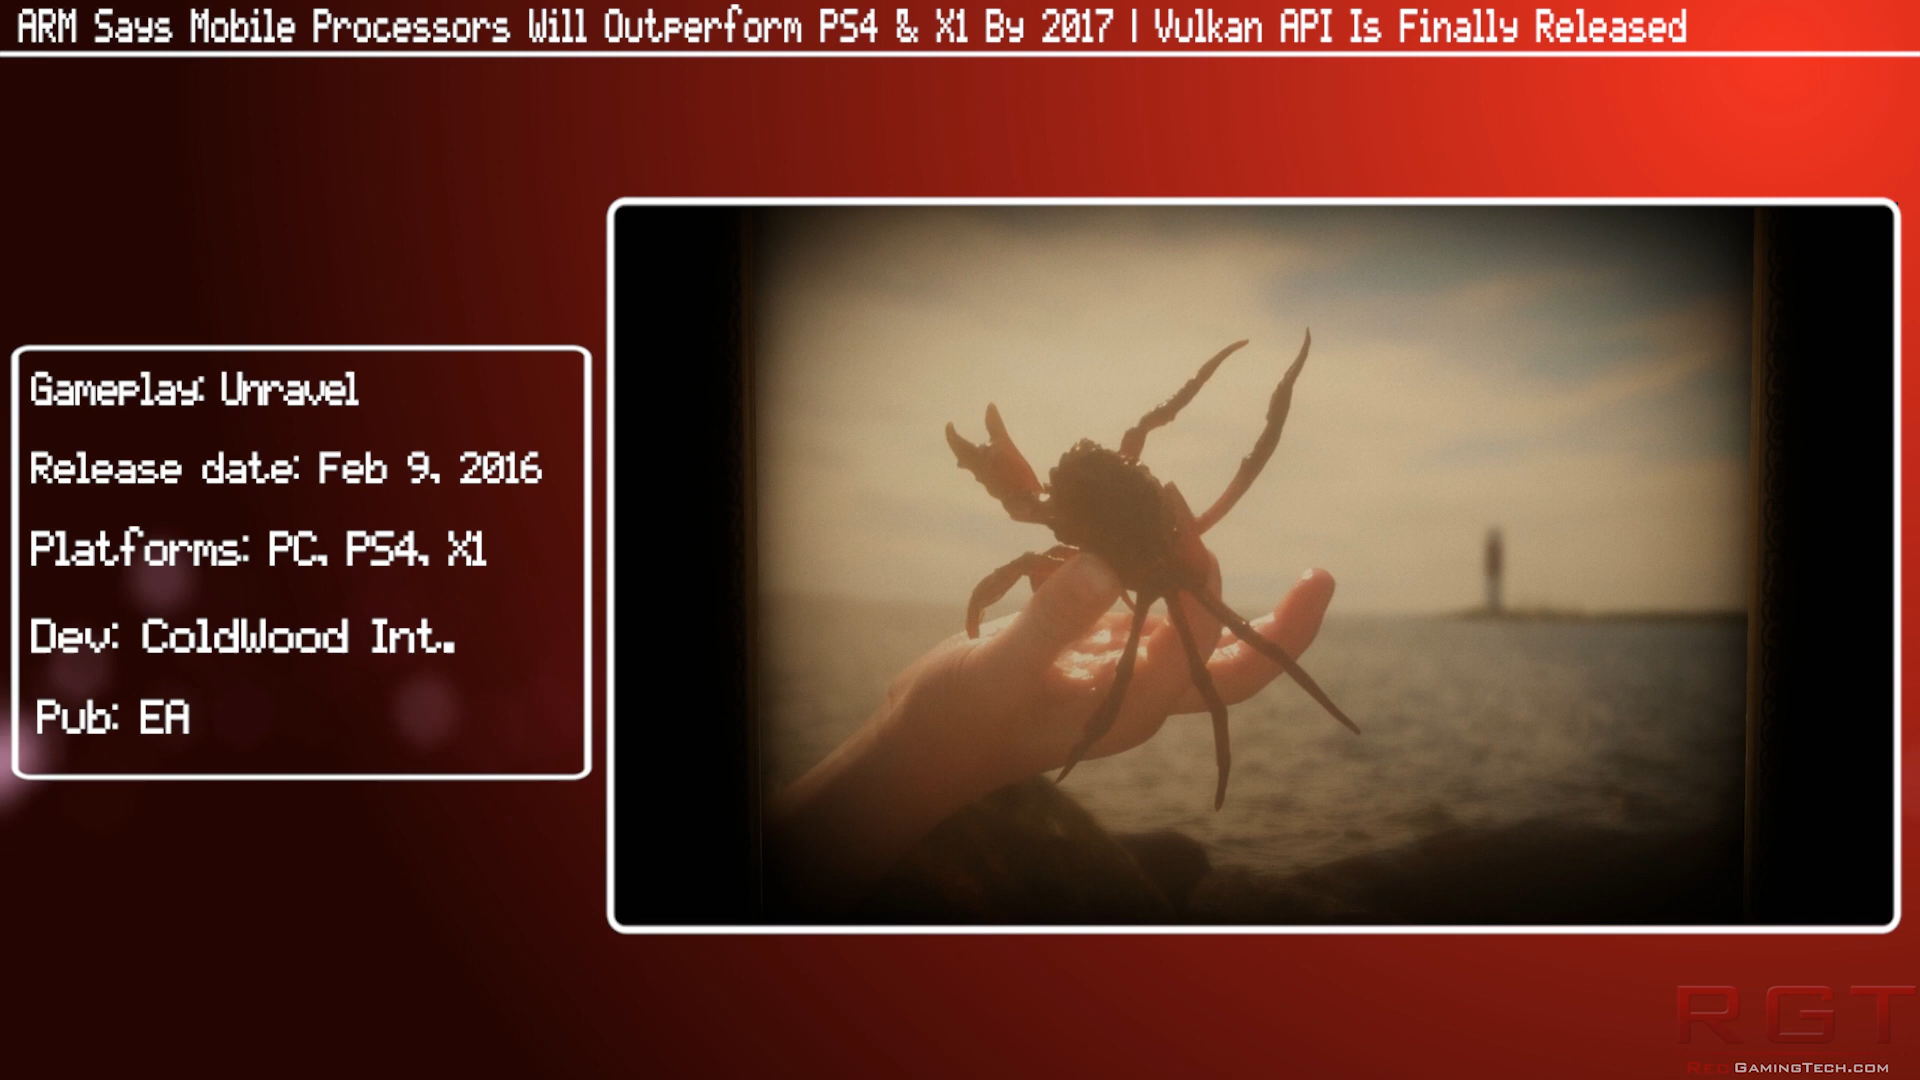 ARM Says Mobile Processors Will Outperform PS4 & X1 By 2017 | Vulkan API Is Finally Released
Gameplay: Unravel
Release date: Feb 9, 2016
Platforms: PC, PS4, X1
Dev: ColdWood Int.
Pub: EA
RGT
RedGamingTech.com